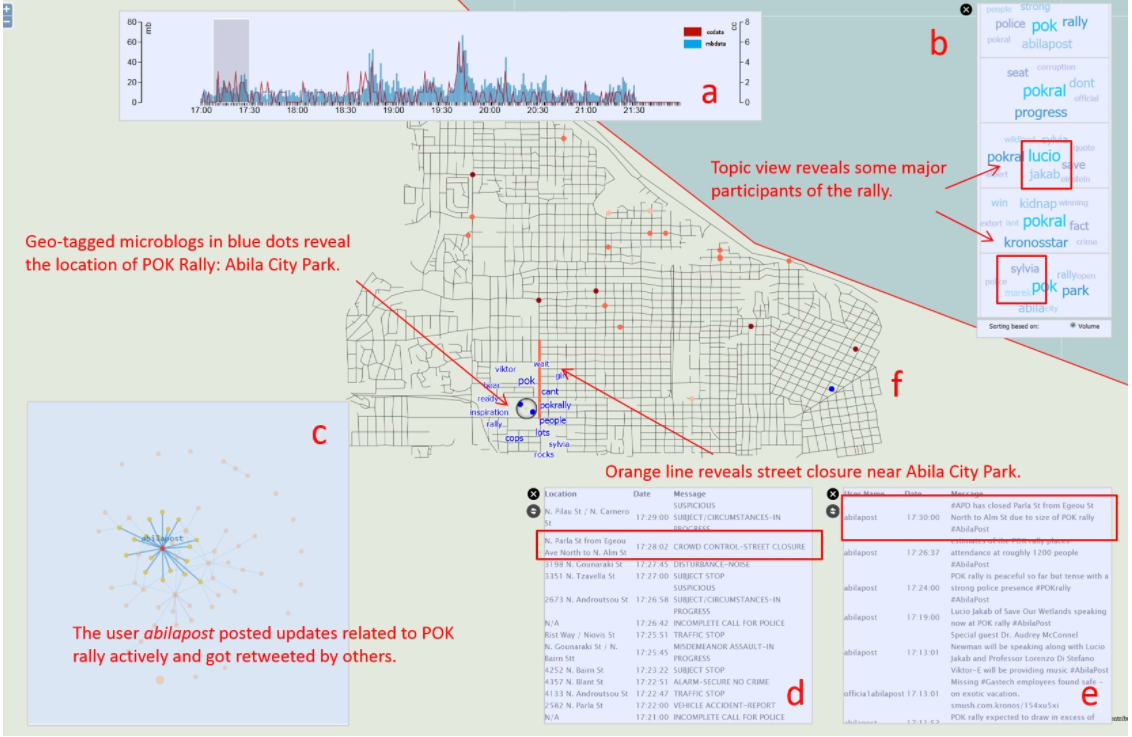 80
60
40
20
0
mb
17:00
17:30
18:00
18:30
19:00
19:30
20:00
20:30
21:00
21:30
ccdata
mbdata
8
6
4
2
0
cc
a
b
people strong
police pok rally
pokral abilapost
corruption
seat
pokral dont
official
progress
sylvia
quote
pokral lucio
save
expert jakab einstein
win kidnap winning
extort isnt pokral fact
kronosstar crime
sylvia
police rally open
marek pok park
abila city
Sorting based on: Volume
Topic view reveals some major
participants of the rally.
Geo-tagged microblogs in blue dots reveal
the location of POK Rally: Abila City Park.
wait
viktor
pok
cant
ready
pokrally
inspiration
rally
people
lots
cops
sylvia
rocks
f
Orange line reveals street closure near Abila City Park.
c
abilapost
The user abilapost posted updates related to POK
rally actively and got retweeted by others.
Location Date Message
SUSPICIOUS
N. Pilau St / N. Carnero 17:29:00 SUBJECT/CIRCUMSTANCES-IN
St
PROGRESS
N. Parla St from Egeou
Ave North to N. Alm St 17:28:02 CROWD CONTROL-STREET CLOSURE
3198 N. Gounaraki St 17:27:45 DISTURBANCE-NOISE
3351 N. Tzavella St 17:27:00 SUBJECT STOP
SUSPICIOUS
2673 N. Androutsou St 17:26:58 SUBJECT/CIRCUMSTANCES-IN
PROGRESS
N/A 17:26:42 INCOMPLETE CALL FOR POLICE
Rist Way / Niovis St 17:25:51 TRAFFIC STOP
N. Gounaraki St / N. 17:25:45 MISDEMEANOR ASSAULT-IN
Bairn Stt PROGRESS
4252 N. Bairn St 17:23:22 SUBJECT STOP
4357 N. Blant St 17:22:51 ALARM-SECURE NO CRIME
4133 N. Androutsou St 17:22:47 TRAFFIC STOP
2582 N. Parla St 17:22:00 VEHICLE ACCIDENT-REPORT
N/A 17:21:00 INCOMPLETE CALL FOR POLICE
d
User Name Date Message
#APD has closed Parla St from Egeou St
abilapost 17:30:00 North to Alm St due to size of POK rally
#AbilaPost
estimates of the POK rally places
abilapost 17:26:37 attendance at roughly 1200 people
#AbilaPost
POK rally is peaceful so far but tense with a
abilapost 17:24:00 strong police presence #POKrally
#AbilaPost
abilapost 17:19:00 Lucio Jakab of Save Our Wetlands speaking
now at POK rally #AbilaPost
Special guest Dr. Audrey McConnel
abilapost 17:13:01 Newman will be speaking along with Lucio
Jakab and Professor Lorenzo Di Stefano
Viktor-E will be providing music #AbilaPost
Missing #Gastech employees found safe -
officialabilapost 17:13:01 on exotic vacation.
smush.com.kronos/154xu5xi
POK rally expected to draw in excess of
abilapost 17:11:52
e